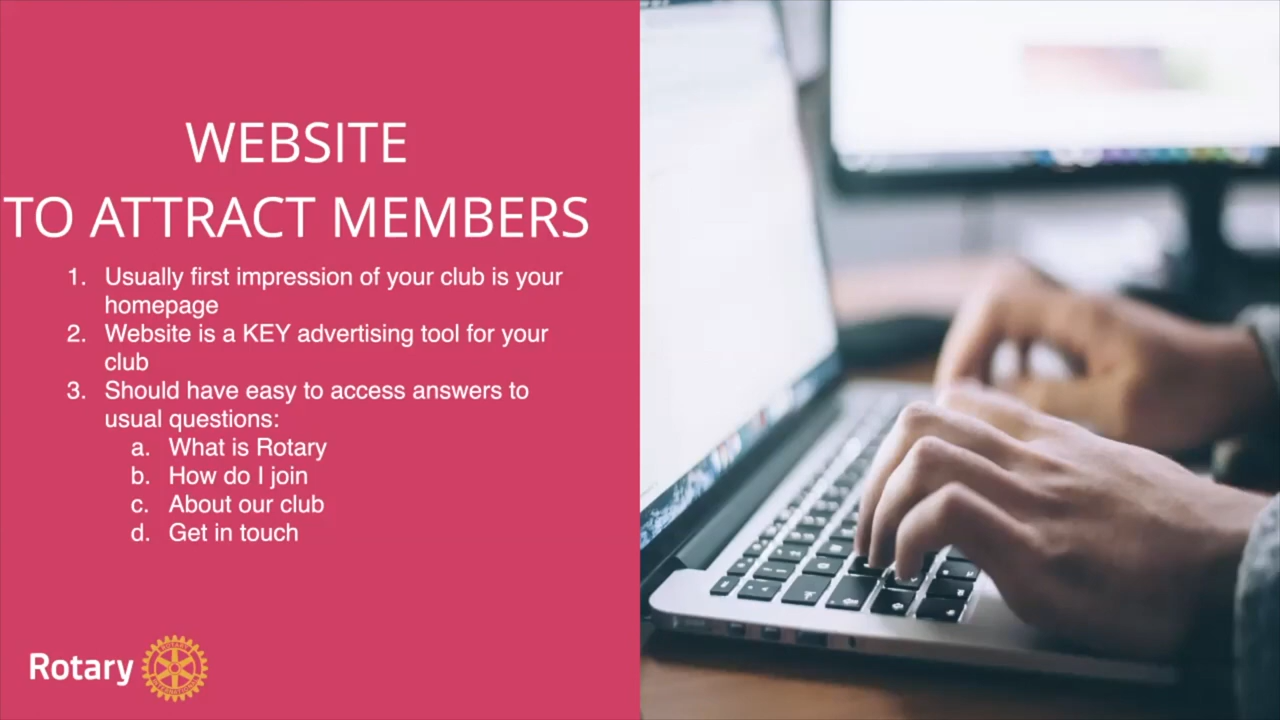 WEBSITE
TO ATTRACT MEMBERS
1. Usually first impression of your club is your
homepage
2. Website is a KEY advertising tool for your
club
3. Should have easy to access answers to
usual questions:
a. What is Rotary
b. How do I join
c. About our club
d. Get in touch
Rotary
ROTARY
INTERNATIONAL